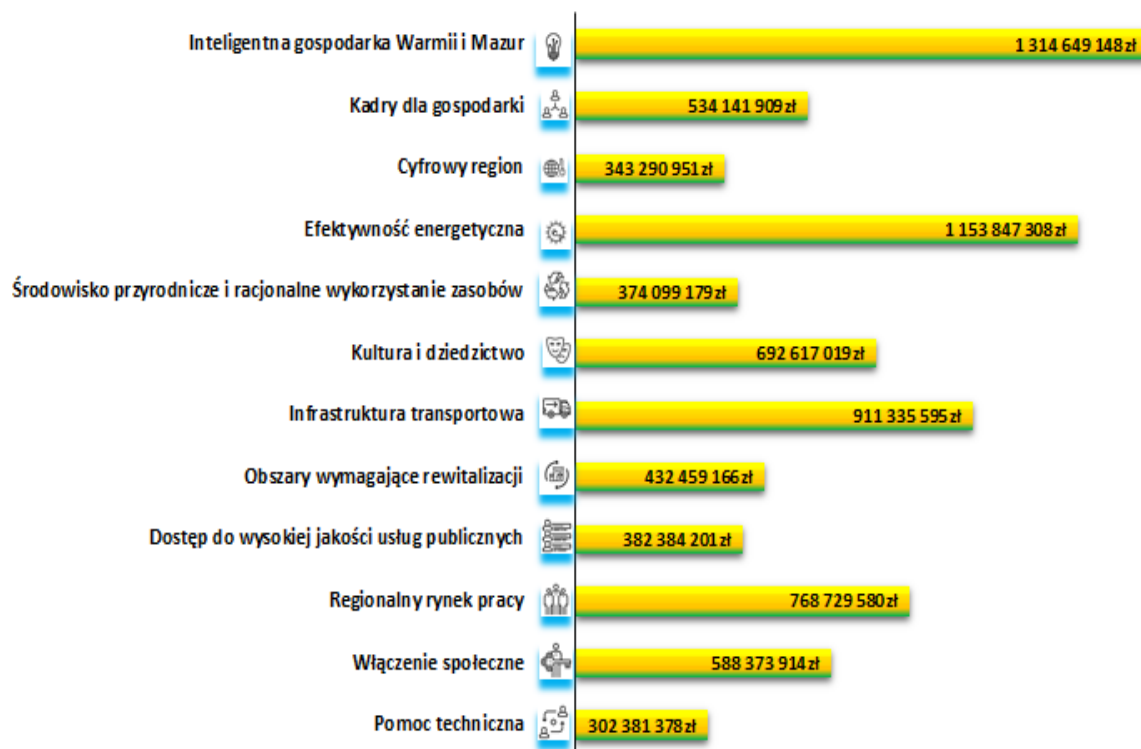 Inteligentna gospodarka Warmii i Mazur 1 314 649 148 zł
Kadry dla gospodarki 534 141 909 zł
Cyfrowy region 343 290 951 zł
Efektywność energetyczna 1 153 847 308 zł
Środowisko przyrodnicze i racjonalne wykorzystanie zasobów 374 099 179 zł
Kultura i dziedzictwo 692 617 019 zł
Infrastruktura transportowa 911 335 595 zł
Obszary wymagające rewitalizacji 432 459 166 zł
Dostęp do wysokiej jakości usług publicznych 382 384 201 zł
Regionalny rynek pracy 768 729 580 zł
Włączenie społeczne 588 373 914 zł
Pomoc techniczna 302 381 378 zł